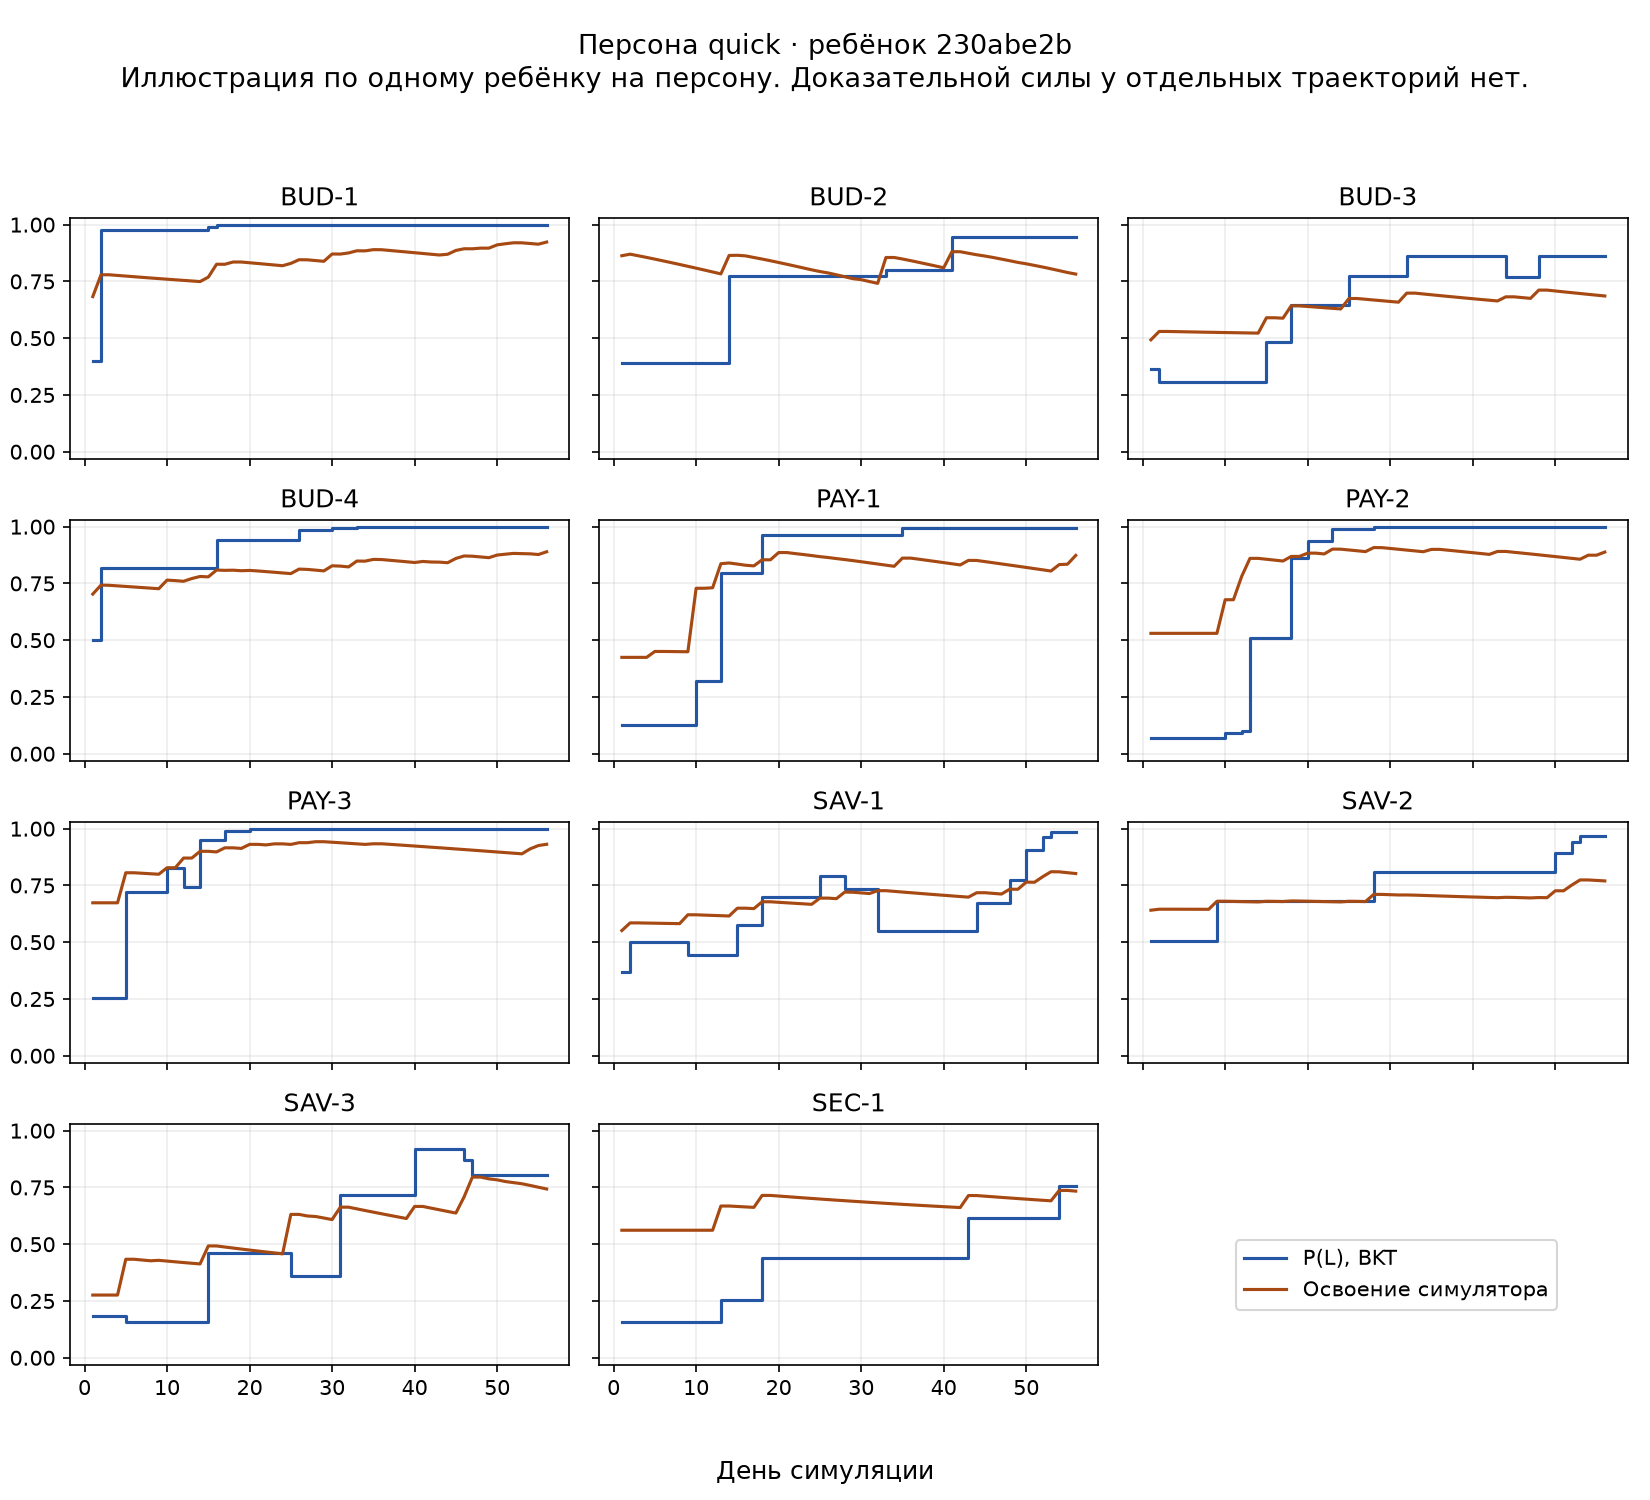 Персона quick · ребёнок 230abe2b
Иллюстрация по одному ребёнку на персону. Доказательной силы у отдельных траекторий нет.
BUD-1
BUD-2
BUD-3
1.00
0.75
0.50
0.25
0.00
BUD-4
PAY-1
PAY-2
1.00
0.75
0.50
0.25
0.00
PAY-3
SAV-1
SAV-2
1.00
0.75
0.50
0.25
0.00
SAV-3
SEC-1
1.00
0.75
0.50
0.25
0.00
0 10 20 30 40 50
0 10 20 30 40 50
P(L), BKT
Освоение симулятора
День симуляции